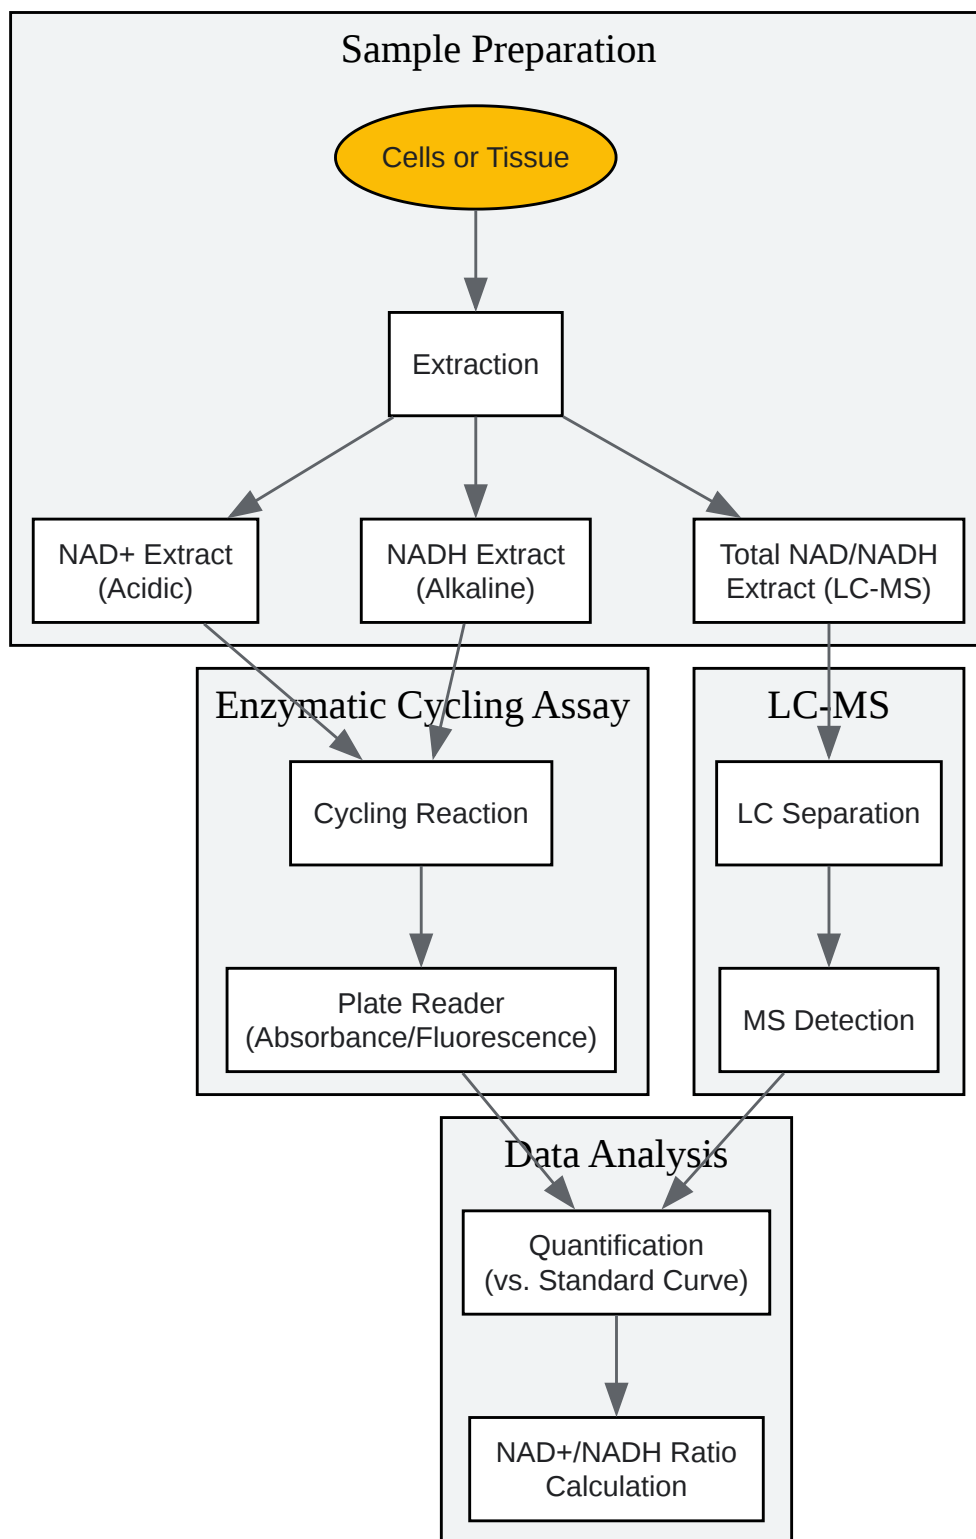 Sample Preparation
Cells or Tissue
Extraction
NAD+ Extract
(Acidic)
NADH Extract
(Alkaline)
Total NAD/NADH
Extract (LC-MS)
Enzymatic Cycling Assay
LC-MS
Cycling Reaction
LC Separation
Plate Reader
(Absorbance/Fluorescence)
MS Detection
Data Analysis
Quantification
(vs. Standard Curve)
NAD+/NADH Ratio
Calculation